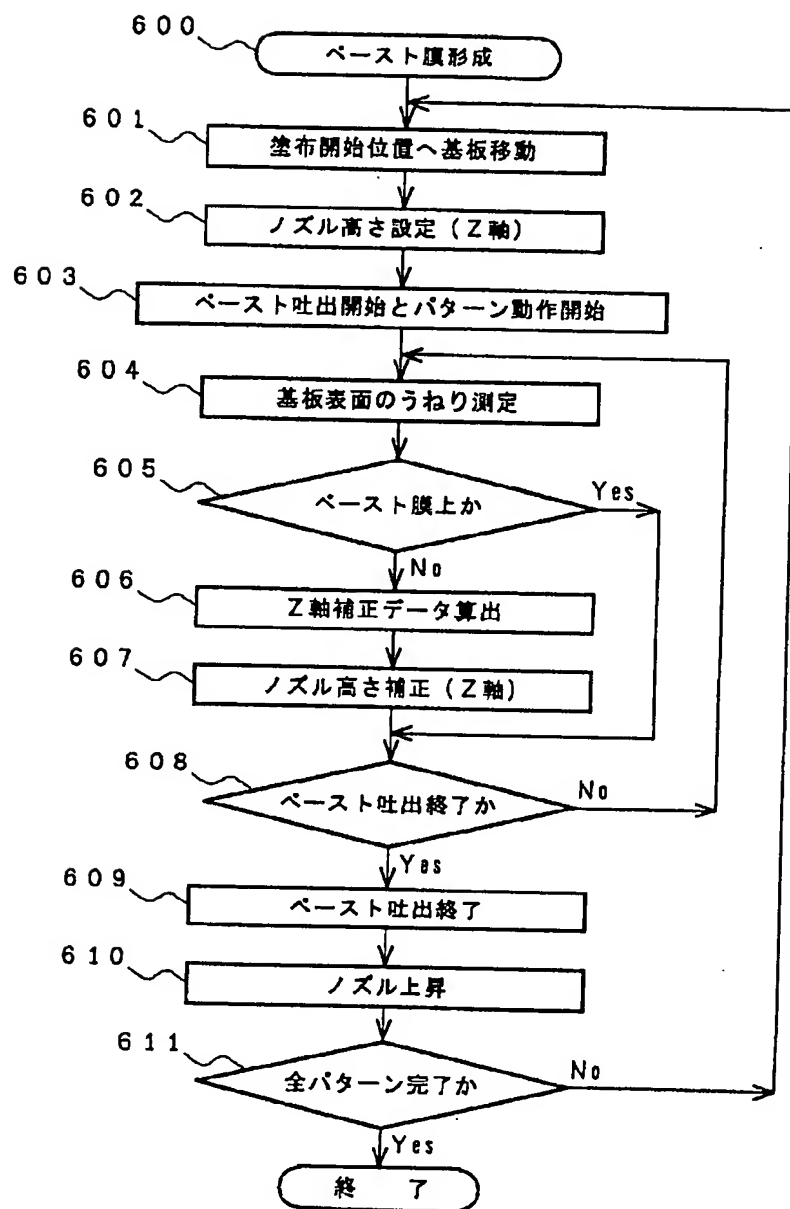 600
ペースト膜形成
601
塗布開始位置へ基板移動
602
ノズル高さ設定（Z軸）
603
ペースト吐出開始とパターン動作開始
604
基板表面のうねり測定
605
ペースト膜上か
Yes
No
606
Z軸補正データ算出
607
ノズル高さ補正（Z軸）
608
ペースト吐出終了か
No
Yes
609
ペースト吐出終了
610
ノズル上昇
611
全パターン完了か
No
Yes
終 了